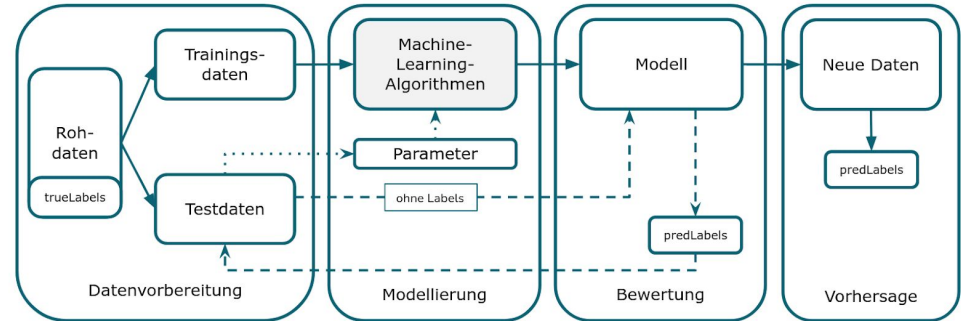 Roh-
daten
trueLabels
Trainings-
daten
Testdaten
Datenvorbereitung
Machine-
Learning-
Algorithmen
Parameter
ohne Labels
Modellierung
Modell
predLabels
Bewertung
Neue Daten
predLabels
Vorhersage